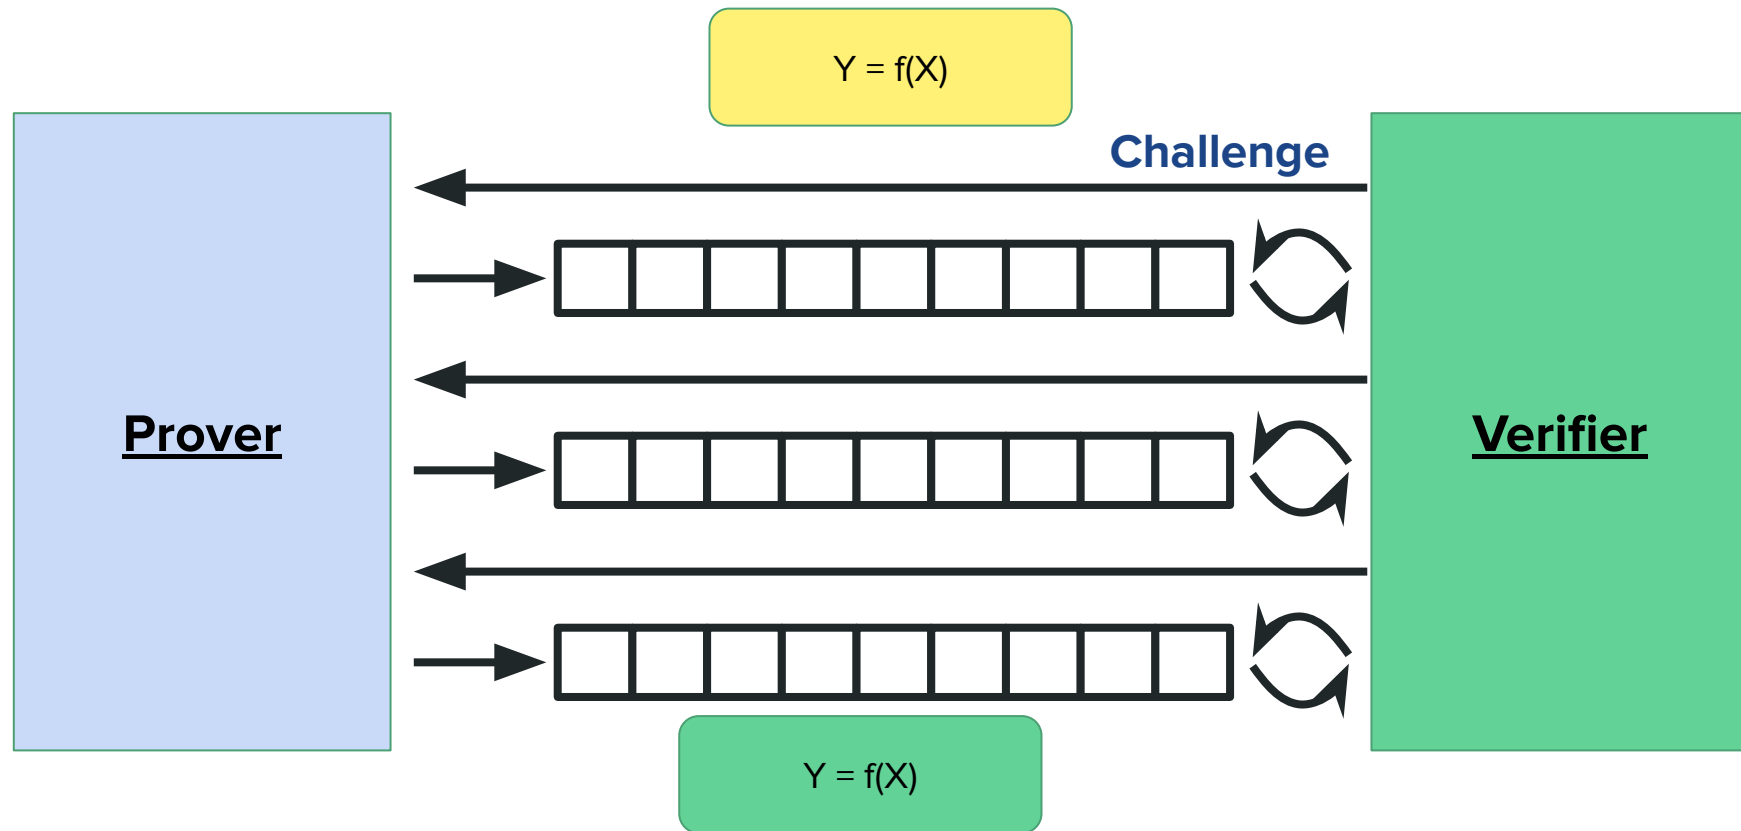 Y = f(X)
Challenge
Prover
Verifier
Y = f(X)